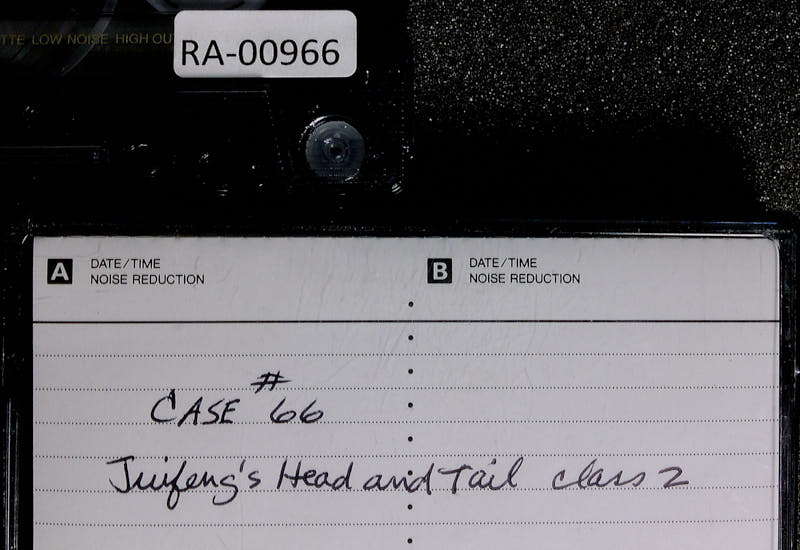 TTE LOW NOISE HIGH OU
RA-00966
A DATE/TIME
NOISE REDUCTION
B DATE/TIME
NOISE REDUCTION
#
CASE 66
Juifeng's Head and Tail class 2